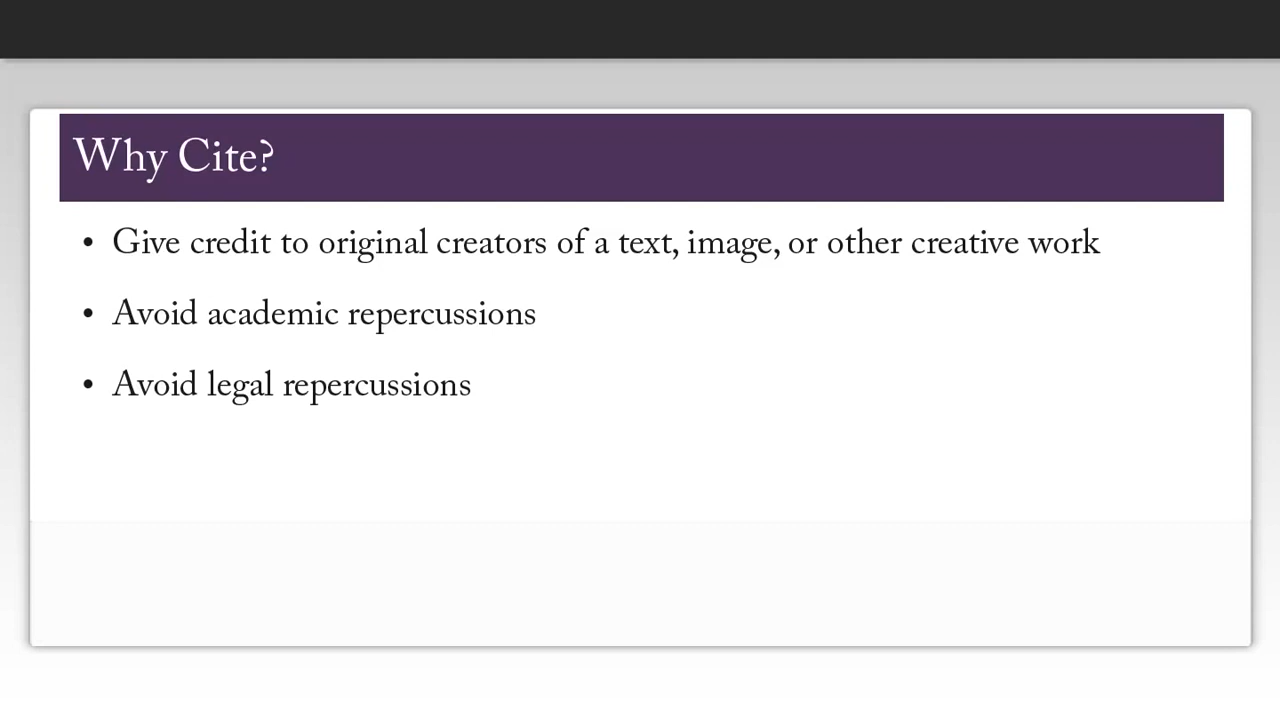 Why Cite?
• Give credit to original creators of a text, image, or other creative work
• Avoid academic repercussions
• Avoid legal repercussions